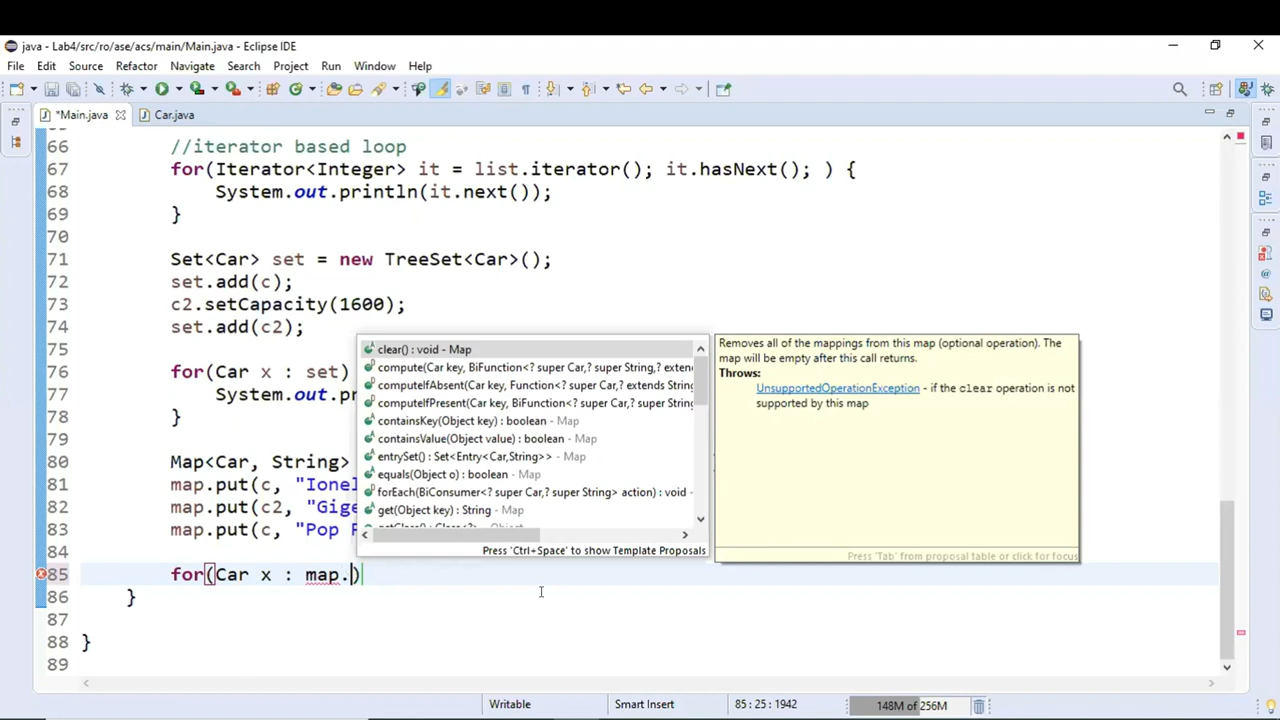 java - Lab4/src/ro/ase/acs/main/Main.java - Eclipse IDE
File Edit Source Refactor Navigate Search Project Run Window Help
*Main.java Car.java
66 //iterator based loop
67 for(Iterator<Integer> it = list.iterator(); it.hasNext(); ) {
68 System.out.println(it.next());
69 }
70
71 Set<Car> set = new TreeSet<Car>();
72 set.add(c);
73 c2.setCapacity(1600);
74 set.add(c2);
75
76 for(Car x : set)
77 System.out.pr
78 }
79
80 Map<Car, String>
81 map.put(c, "Ionel
82 map.put(c2, "Gige
83 map.put(c, "Pop
84
85 for(Car x : map.)
86 }
87
88 }
89
clear() : void - Map
compute(Car key, BiFunction<? super Car,? super String,? exten
computeIfAbsent(Car key, Function<? super Car,? extends String
computeIfPresent(Car key, BiFunction<? super Car,? super String
containsKey(Object key) : boolean - Map
containsValue(Object value) : boolean - Map
entrySet() : Set<Entry<Car,String>> - Map
equals(Object o) : boolean - Map
forEach(BiConsumer<? super Car,? super String> action) : void -
get(Object key) : String - Map
Press 'Ctrl+Space' to show Template Proposals
Removes all of the mappings from this map (optional operation). The
map will be empty after this call returns.
Throws:
UnsupportedOperationException - if the clear operation is not
supported by this map
Press 'Tab' from proposal table or click for focus
Writable Smart Insert 85 : 25 : 1942 148M of 256M